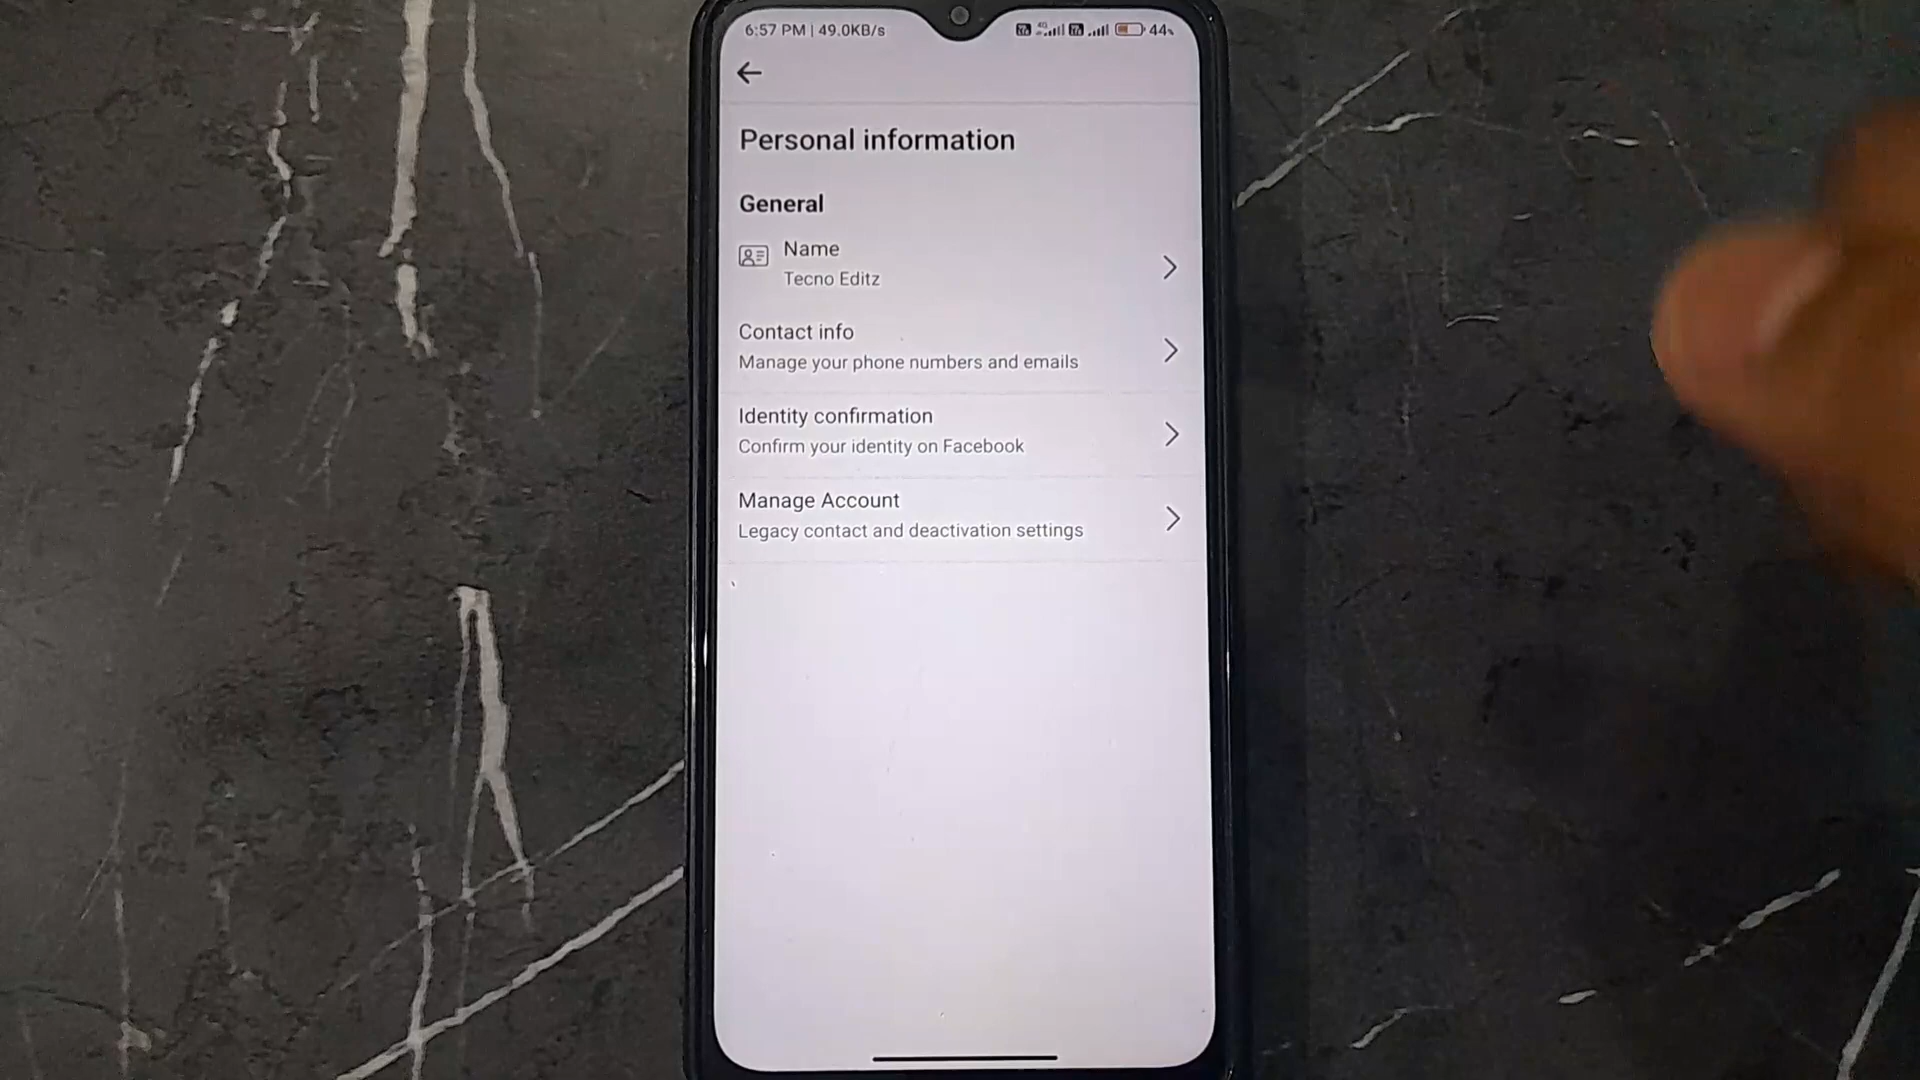 6:57 PM | 49.0KB/s
4G
44%
Personal information
General
Name
Tecno Editz
Contact info
Manage your phone numbers and emails
Identity confirmation
Confirm your identity on Facebook
Manage Account
Legacy contact and deactivation settings